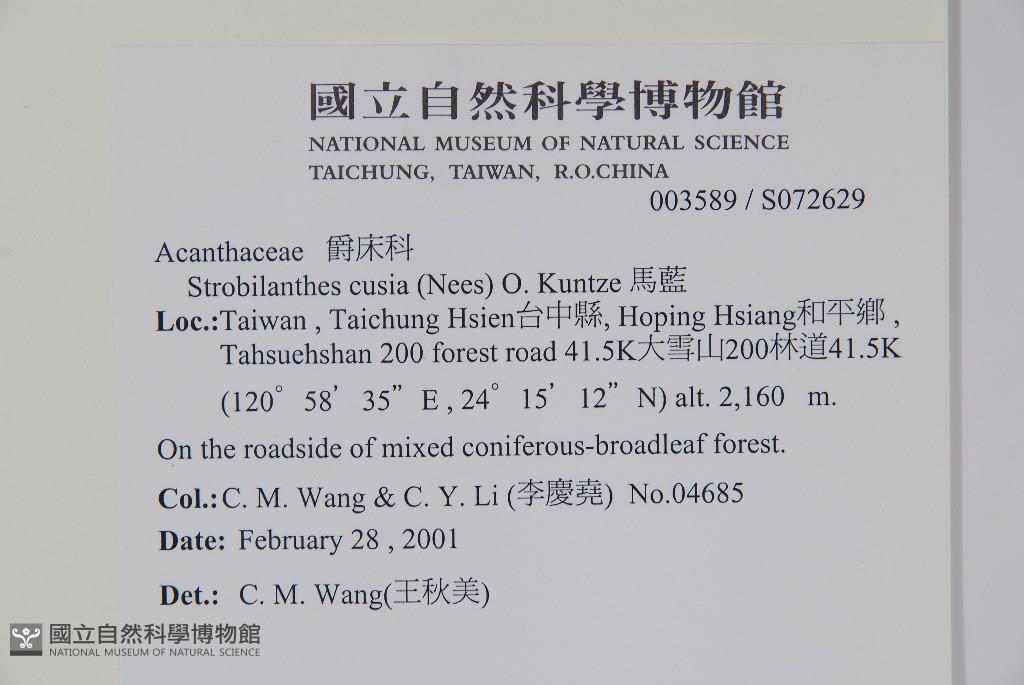 國立自然科學博物館
NATIONAL MUSEUM OF NATURAL SCIENCE
TAICHUNG, TAIWAN, R.O.CHINA
003589 / S072629
Acanthaceae 爵床科
Strobilanthes cusia (Nees) O. Kuntze 馬藍
Loc.:Taiwan , Taichung Hsien台中縣, Hoping Hsiang和平鄉 ,
Tahsuehshan 200 forest road 41.5K大雪山200林道41.5K
(120° 58’ 35” E , 24° 15’ 12” N) alt. 2,160 m.
On the roadside of mixed coniferous-broadleaf forest.
Col.: C. M. Wang & C. Y. Li (李慶堯) No.04685
Date: February 28 , 2001
Det.: C. M. Wang(王秋美)
國立自然科學博物館
NATIONAL MUSEUM OF NATURAL SCIENCE